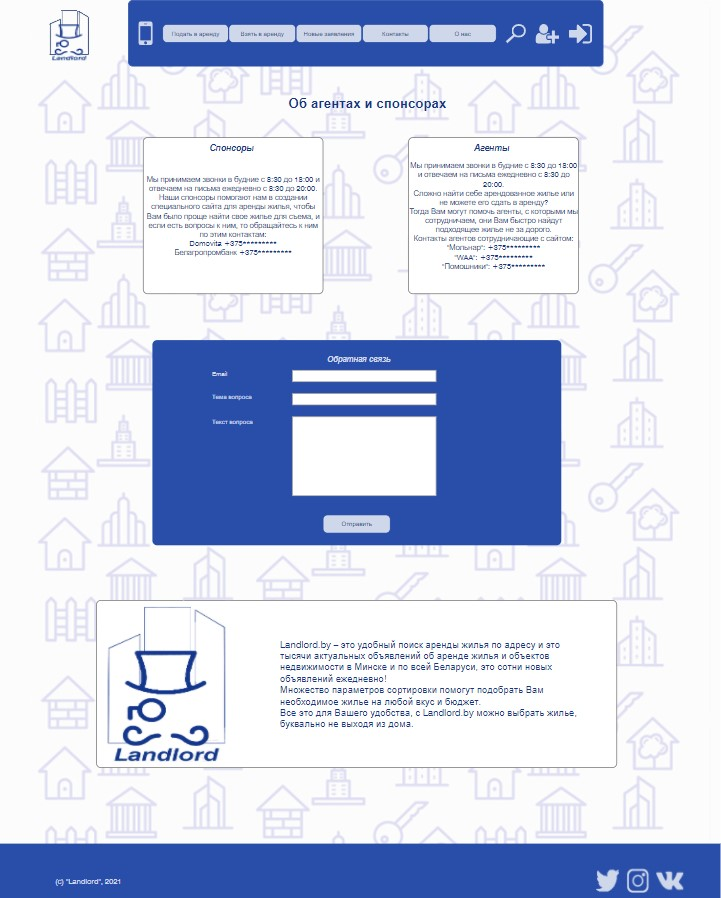 Landlord
Подать в аренду
Взять в аренду
Новые заявления
Контакты
О нас
Об агентах и спонсорах
Спонсоры
Мы принимаем звонки в будние с 8:30 до 18:00 и
отвечаем на письма ежедневно с 8:30 до 20:00.
Наши спонсоры помогают нам в создании
специального сайта для аренды жилья, чтобы
Вам было проще найти свое жилье для съема, и
если есть вопросы к ним, то обращайтесь к ним
по этим контактам:
Domovita +375*********
Белагропромбанк +375*********
Агенты
Мы принимаем звонки в будние с 8:30 до 18:00
и отвечаем на письма ежедневно с 8:30 до
20:00.
Сложно найти себе арендованное жилье или
не можете его сдать в аренду?
Тогда Вам могут помочь агенты, с которыми мы
сотрудничаем, они Вам быстро найдут
подходящее жилье не за дорого.
Контакты агентов сотрудничающие с сайтом:
"Мольнар": +375*********
"WAA": +375*********
"Помошники": +375*********
Обратная связь
Email
Тема вопроса
Текст вопроса
Отправить
Landlord
Landlord.by – это удобный поиск аренды жилья по адресу и это
тысячи актуальных объявлений об аренде жилья и объектов
недвижимости в Минске и по всей Беларуси, это сотни новых
объявлений ежедневно!
Множество параметров сортировки помогут подобрать Вам
необходимое жилье на любой вкус и бюджет.
Все это для Вашего удобства, с Landlord.by можно выбрать жилье,
буквально не выходя из дома.
(c) "Landlord", 2021